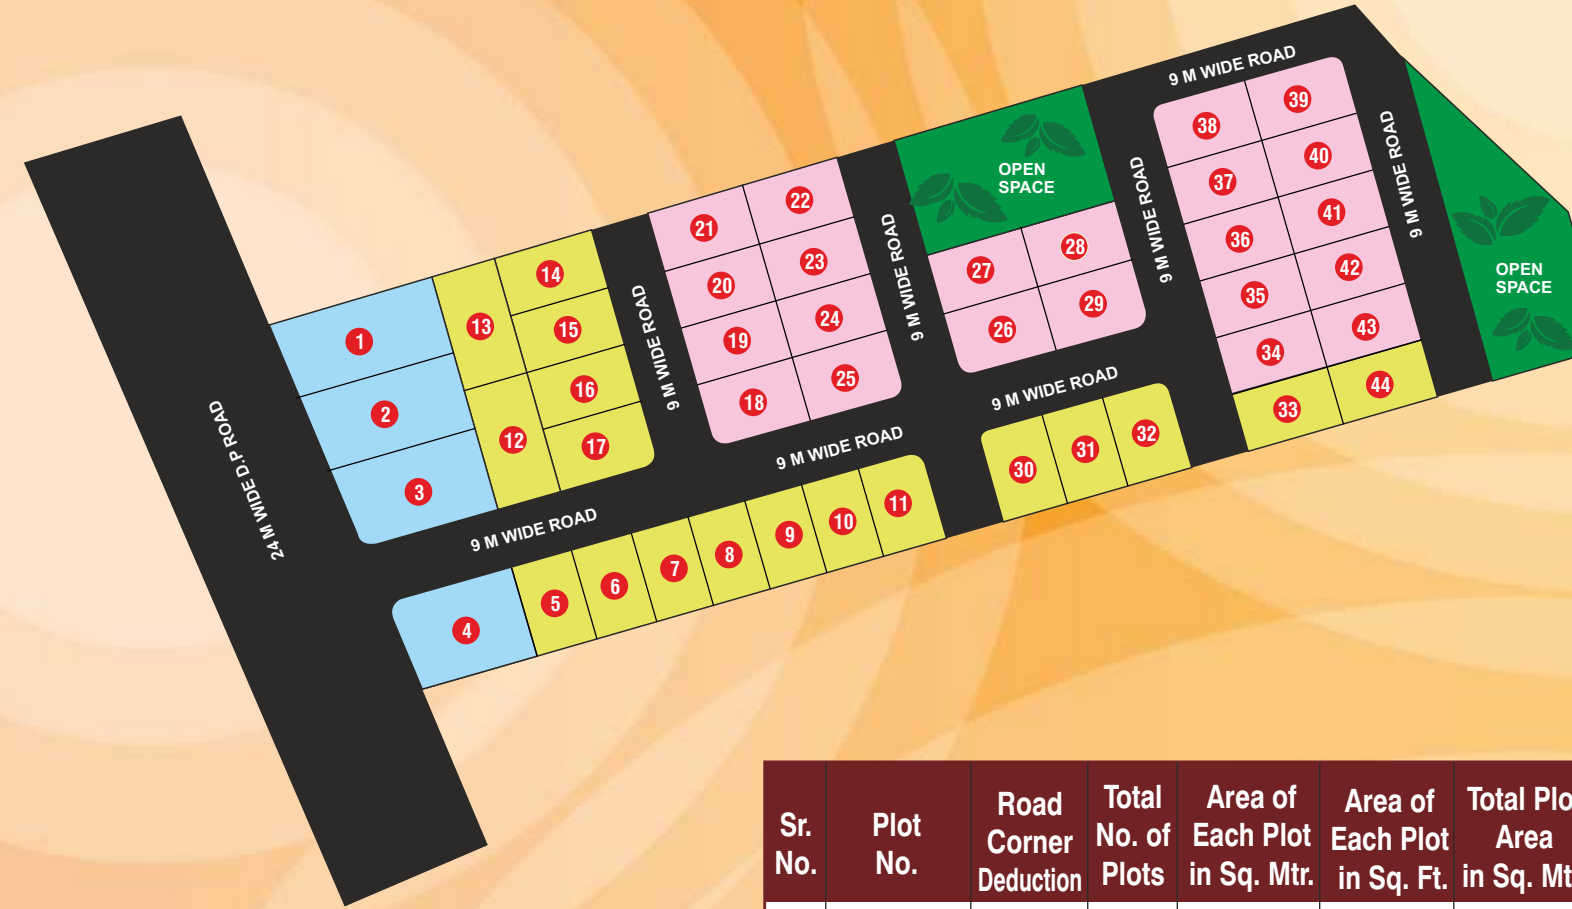 9 M WIDE ROAD
39
38
40
37
9 M WIDE ROAD
9 M WIDE ROAD
OPEN
SPACE
22
21
41
36
28
23
27
9 M WIDE ROAD
OPEN
SPACE
42
35
14
20
9 M WIDE ROAD
29
24
26
43
34
13
15
1
19
16
25
18
9 M WIDE ROAD
44
33
2
12
17
9 M WIDE ROAD
32
31
30
24 M WIDE D.P ROAD
3
9 M WIDE ROAD
11
10
9
8
7
6
5
4
Sr.
No.
Plot
No.
Road
Corner
Deduction
Total
No. of
Plots
Area of
Each Plot
in Sq. Mtr.
Area of
Each Plot
in Sq. Ft.
Total Plo
Area
in Sq. Mt